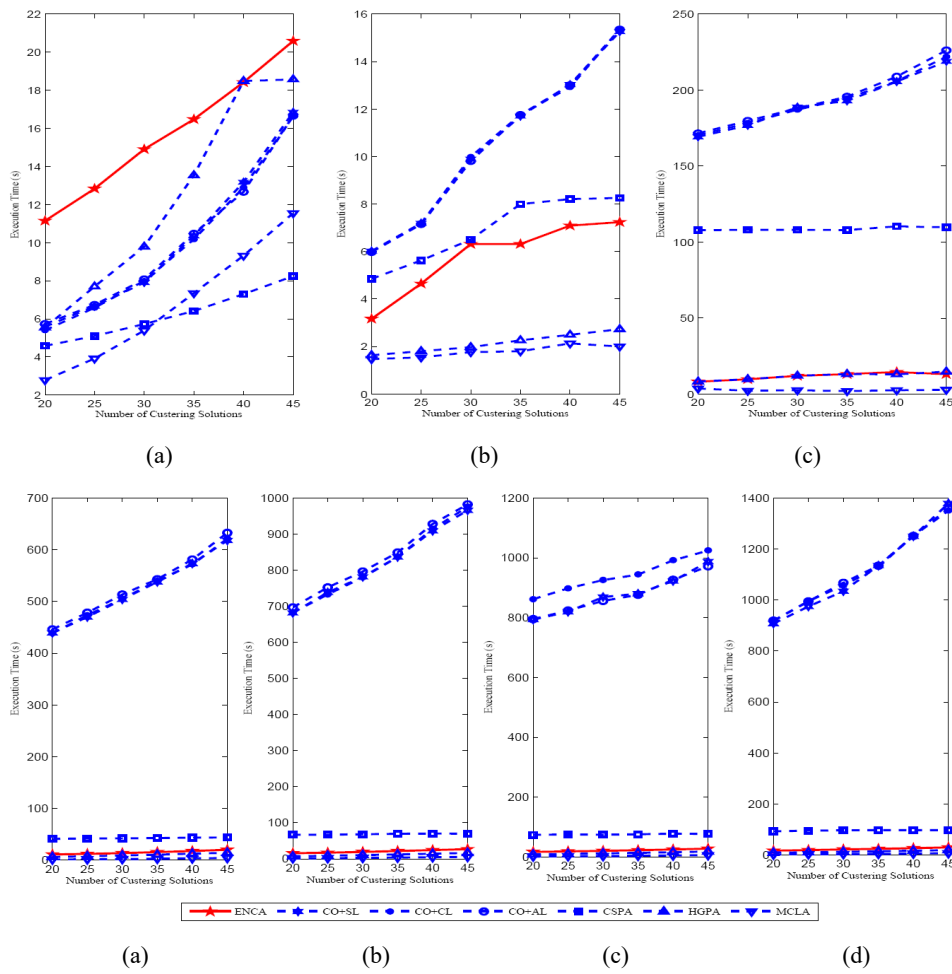 22
20
18
16
14
12
10
8
6
4
2
Execution Time (s)
20 25 30 35 40 45
Number of Custering Solutions
(a)
16
14
12
10
8
6
4
2
0
Execution Time (s)
20 25 30 35 40 45
Number of Custering Solutions
(b)
250
200
150
100
50
0
Execution Time (s)
20 25 30 35 40 45
Number of Custering Solutions
(c)
700
600
500
400
300
200
100
0
Execution Time (s)
20 25 30 35 40 45
Number of Custering Solutions
1000
900
800
700
600
500
400
300
200
100
0
Execution Time (s)
20 25 30 35 40 45
Number of Custering Solutions
1200
1000
800
600
400
200
0
Execution Time (s)
20 25 30 35 40 45
Number of Custering Solutions
1400
1200
1000
800
600
400
200
0
Execution Time (s)
20 25 30 35 40 45
Number of Custering Solutions
ENCA CO+SL CO+CL CO+AL CSPA HGPA MCLA
(a) (b) (c) (d)